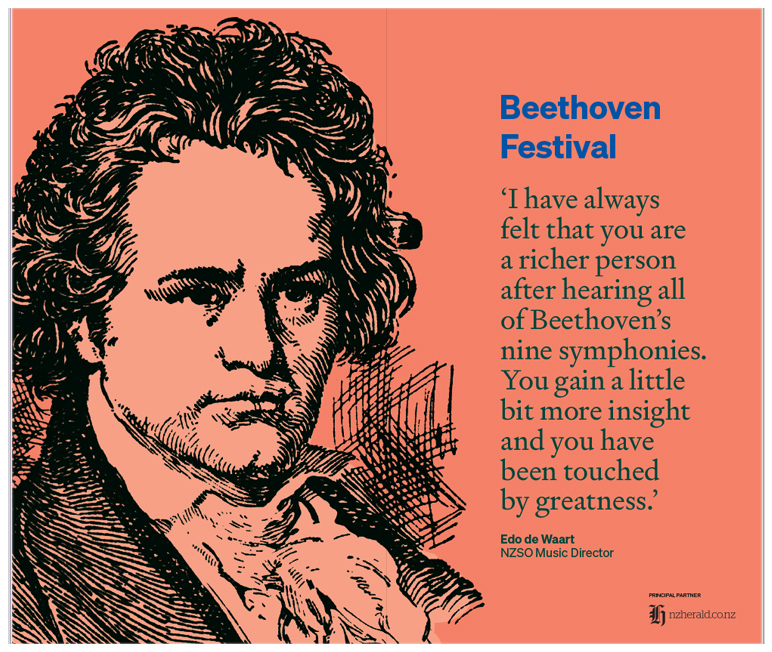 Beethoven
Festival
‘I have always
felt that you are
a richer person
after hearing all
of Beethoven’s
nine symphonies.
You gain a little
bit more insight
and you have
been touched
by greatness.’
Edo de Waart
NZSO Music Director
PRINCIPAL PARTNER
nzherald.co.nz